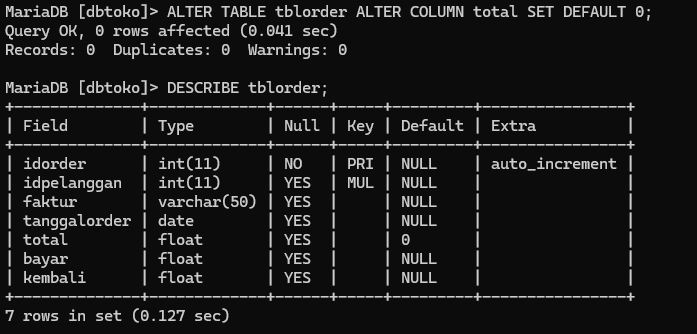 MariaDB [dbtoko]> ALTER TABLE tblorder ALTER COLUMN total SET DEFAULT 0;
Query OK, 0 rows affected (0.041 sec)
Records: 0  Duplicates: 0  Warnings: 0

MariaDB [dbtoko]> DESCRIBE tblorder;
+--------------+-------------+------+-----+---------+----------------+
| Field        | Type        | Null | Key | Default | Extra          |
+--------------+-------------+------+-----+---------+----------------+
| idorder      | int(11)     | NO   | PRI | NULL    | auto_increment |
| idpelanggan  | int(11)     | YES  | MUL | NULL    |                |
| faktur       | varchar(50) | YES  |     | NULL    |                |
| tanggalorder | date        | YES  |     | NULL    |                |
| total        | float       | YES  |     | 0       |                |
| bayar        | float       | YES  |     | NULL    |                |
| kembali      | float       | YES  |     | NULL    |                |
+--------------+-------------+------+-----+---------+----------------+
7 rows in set (0.127 sec)